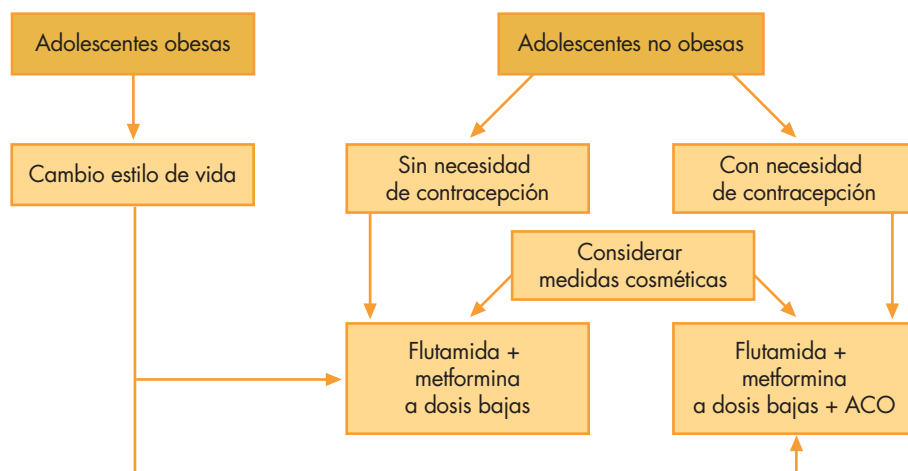 Adolescentes obesas
Adolescentes no obesas
Cambio estilo de vida
Sin necesidad
de contracepción
Con necesidad
de contracepción
Considerar
medidas cosméticas
Flutamida +
metformina
a dosis bajas
Flutamida +
metformina
a dosis bajas + ACO